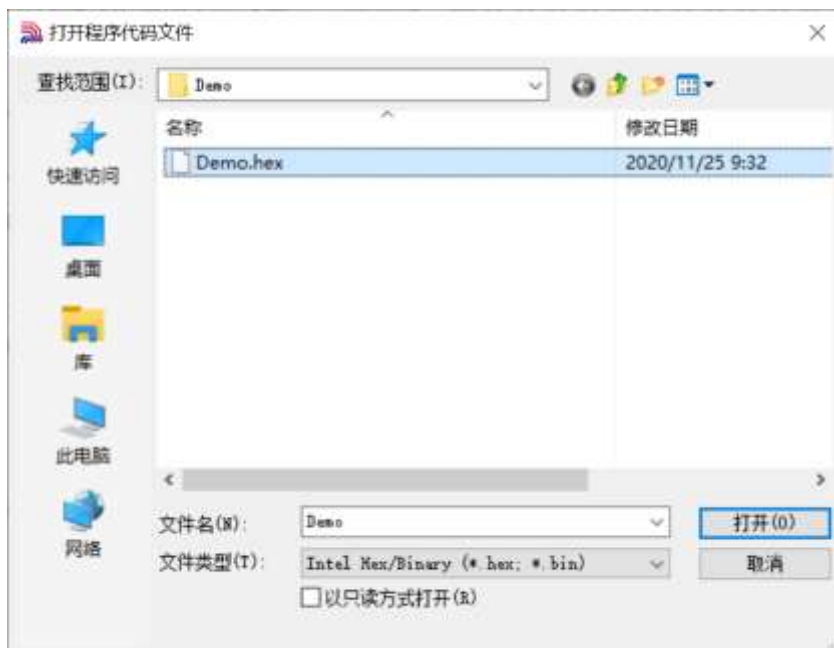 打开程序代码文件
查找范围(I): Demo
名称 修改日期
Demo.hex 2020/11/25 9:32
快速访问
桌面
库
此电脑
网络
文件名(N): Demo 打开(O)
文件类型(T): Intel Hex/Binary (*.hex; *.bin) 取消
以只读方式打开(R)